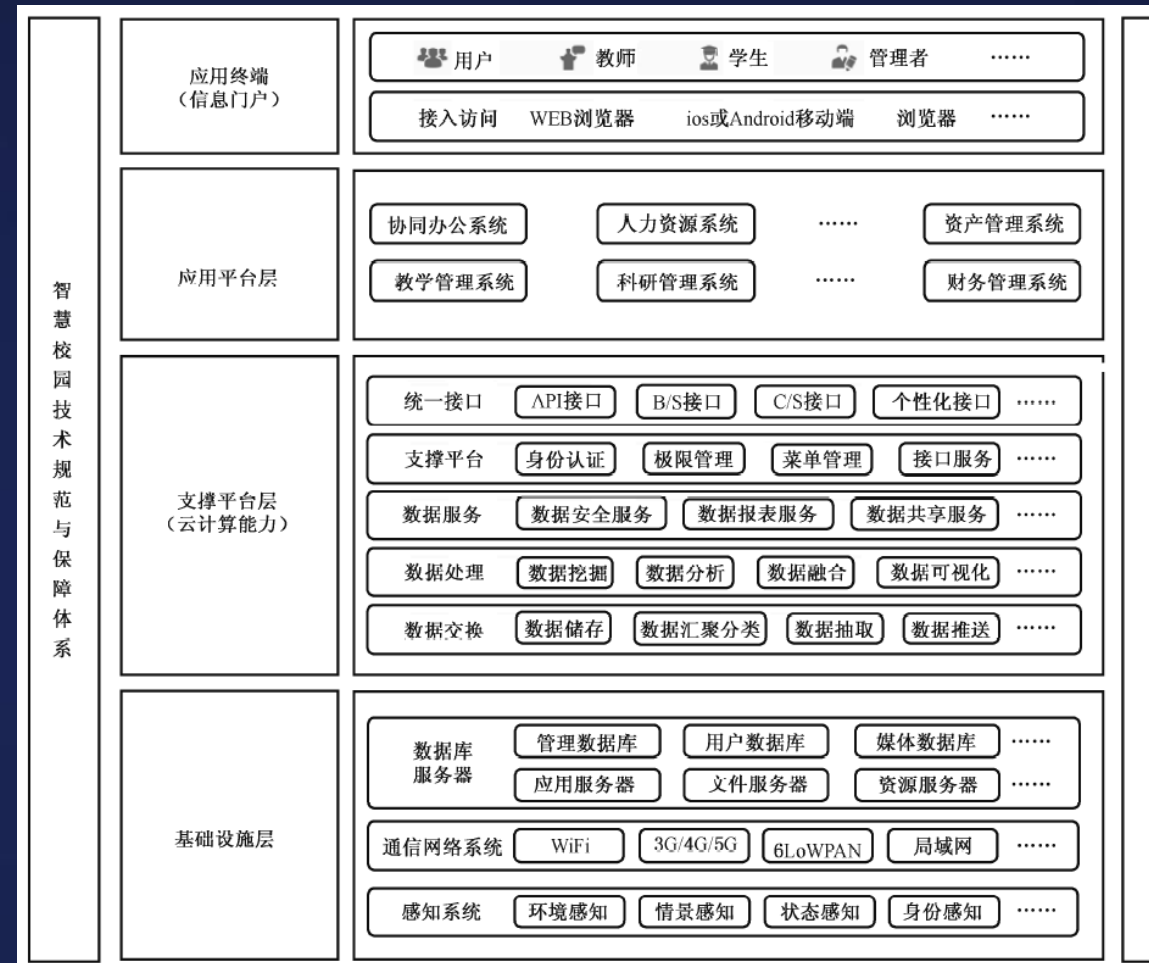 智慧校园技术规范与保障体系
应用终端
（信息门户）
用户 教师 学生 管理者 ……
接入访问 WEB浏览器 ios或Android移动端 浏览器 ……
应用平台层
协同办公系统 人力资源系统 …… 资产管理系统
教学管理系统 科研管理系统 …… 财务管理系统
支撑平台层
（云计算能力）
统一接口 API接口 B/S接口 C/S接口 个性化接口 ……
支撑平台 身份认证 极限管理 菜单管理 接口服务 ……
数据服务 数据安全服务 数据报表服务 数据共享服务 ……
数据处理 数据挖掘 数据分析 数据融合 数据可视化 ……
数据交换 数据储存 数据汇聚分类 数据抽取 数据推送 ……
基础设施层
数据库
服务器
管理数据库 用户数据库 媒体数据库 ……
应用服务器 文件服务器 资源服务器 ……
通信网络系统 WiFi 3G/4G/5G 6LoWPAN 局域网 ……
感知系统 环境感知 情景感知 状态感知 身份感知 ……